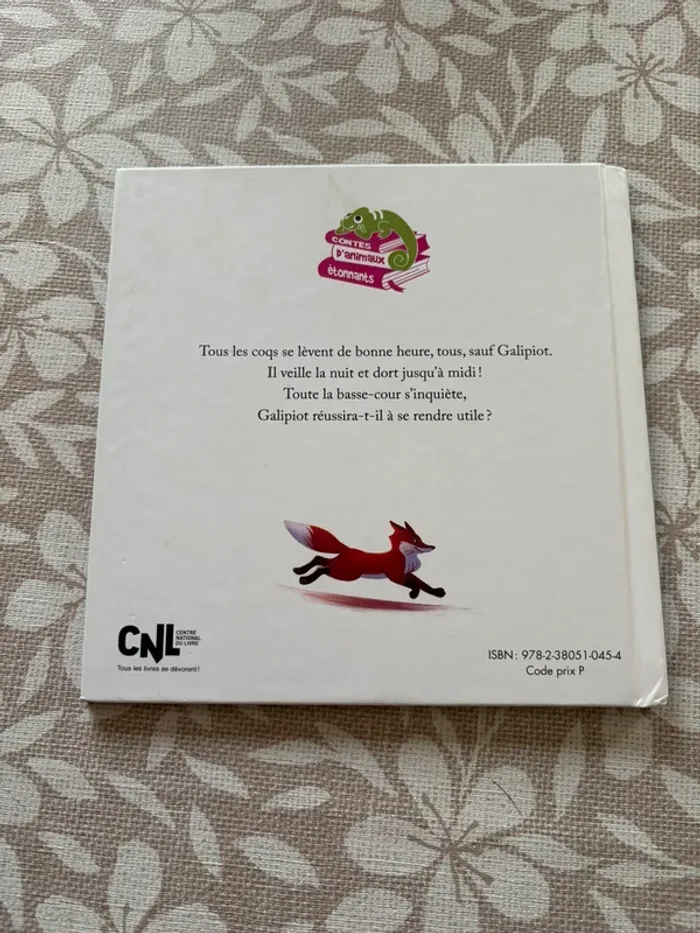 CONTES
D'animaux
étonnants
Tous les coqs se lèvent de bonne heure, tous, sauf Galipiot.
Il veille la nuit et dort jusqu'à midi !
Toute la basse-cour s'inquiète,
Galipiot réussira-t-il à se rendre utile ?
CNL CENTRE
NATIONAL
DU LIVRE
Tous les livres se dévorent !
ISBN : 978-2-38051-045-4
Code prix P